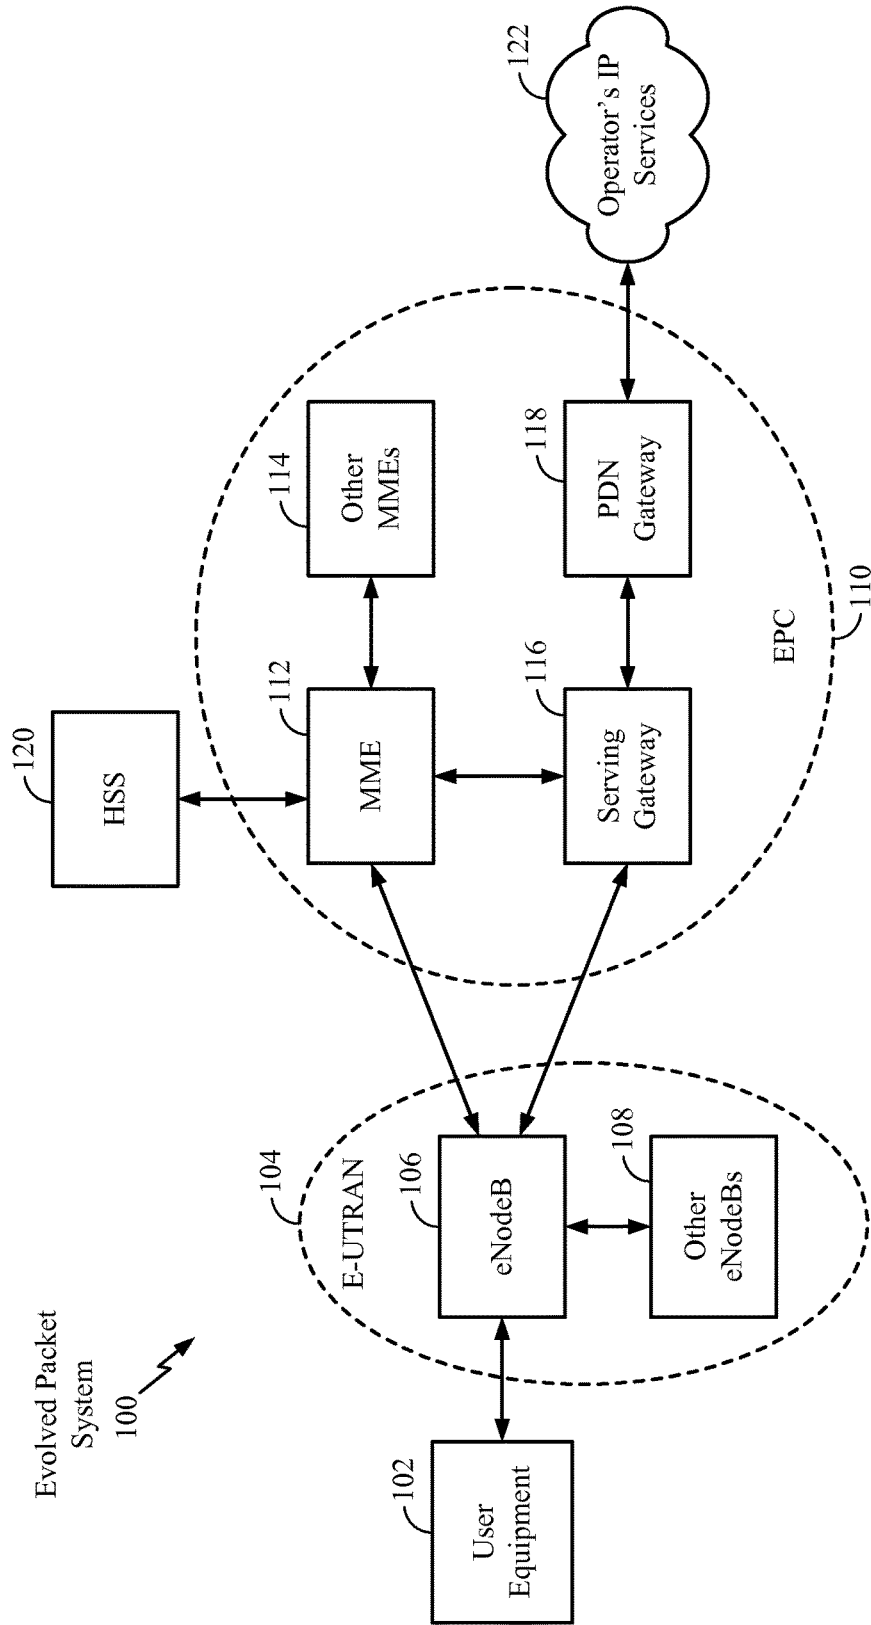 Evolved Packet
System
100
102
User
Equipment
104
E-UTRAN
106
eNodeB
108
Other
eNodeBs
120
HSS
112
MME
114
Other
MMEs
116
Serving
Gateway
118
PDN
Gateway
EPC
110
122
Operator's IP
Services